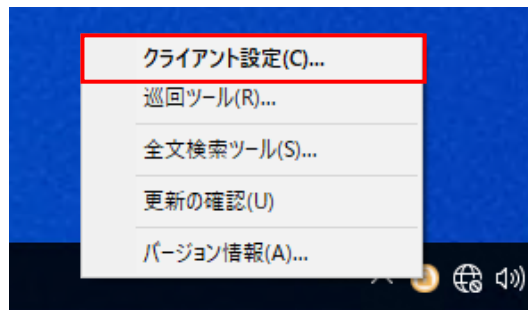 クライアント設定(C)...
巡回ツール(R)...
全文検索ツール(S)...
更新の確認(U)
バージョン情報(A)...